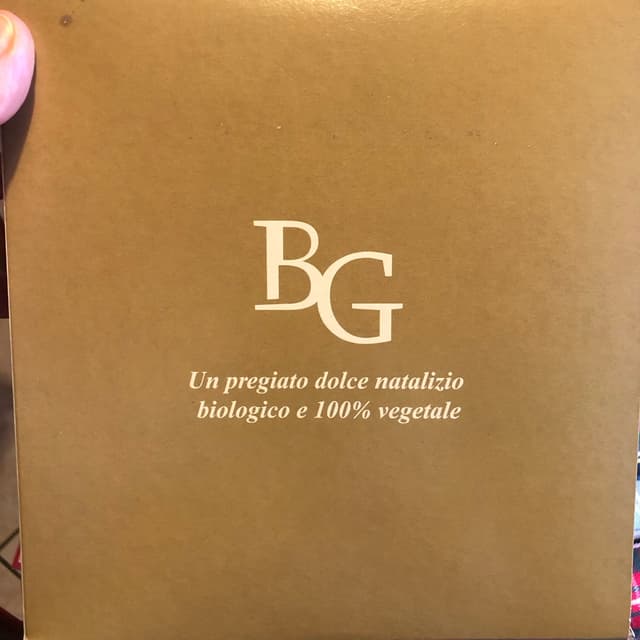 BG
Un pregiato dolce natalizio
biologico e 100% vegetale